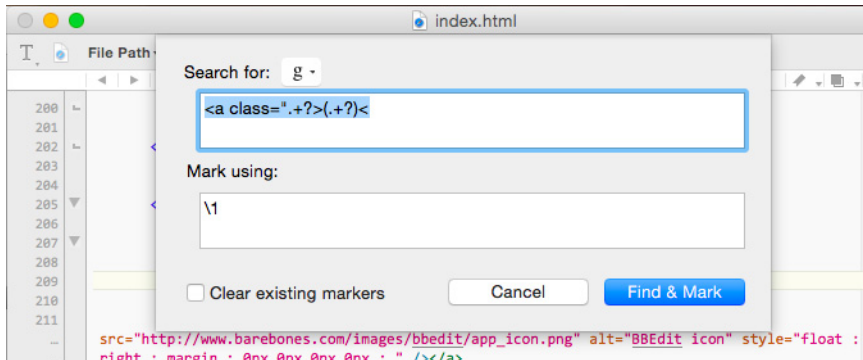 index.html
T File Path
Search for: g
<a class=".+?>(.+?)<
200
201
202
203
204
205
206
207
208
209
210
211
Mark using:
\1
Clear existing markers
Cancel
Find & Mark
src="http://www.barebones.com/images/bbedit/app_icon.png" alt="BBEdit icon" style="float :
right ; margin : 0px 0px 0px 0px ; " /></a>